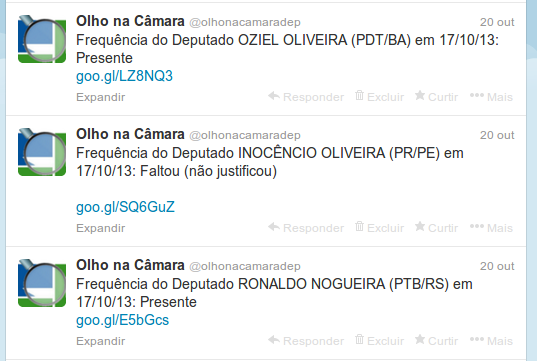 Olho na Câmara @olhonacamaradep 20 out
Frequência do Deputado OZIEL OLIVEIRA (PDT/BA) em 17/10/13:
Presente
goo.gl/LZ8NQ3
Expandir Responder Excluir Curtir Mais
Olho na Câmara @olhonacamaradep 20 out
Frequência do Deputado INOCÊNCIO OLIVEIRA (PR/PE) em
17/10/13: Faltou (não justificou)
goo.gl/SQ6GuZ
Expandir Responder Excluir Curtir Mais
Olho na Câmara @olhonacamaradep 20 out
Frequência do Deputado RONALDO NOGUEIRA (PTB/RS) em
17/10/13: Presente
goo.gl/E5bGcs
Expandir Responder Excluir Curtir Mais